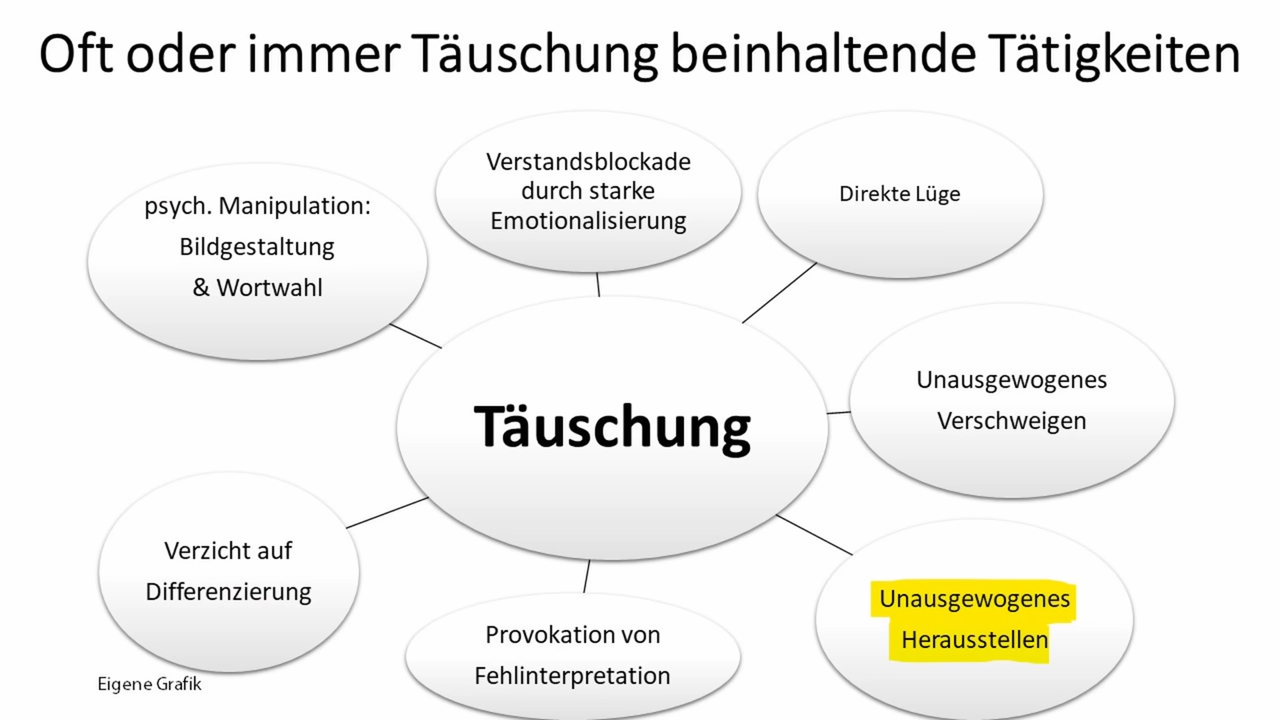 Oft oder immer Täuschung beinhaltende Tätigkeiten
Verstandsblockade
durch starke
Emotionalisierung
Direkte Lüge
psych. Manipulation:
Bildgestaltung
& Wortwahl
Unausgewogenes
Verschweigen
Täuschung
Verzicht auf
Differenzierung
Provokation von
Fehlinterpretation
Unausgewogenes
Herausstellen
Eigene Grafik